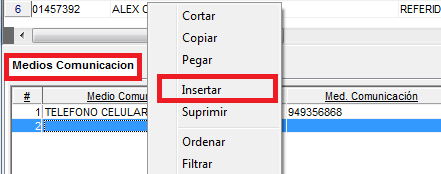 6 01457392 ALEX REFERID
Cortar
Copiar
Pegar
Medios Comunicacion
Insertar
# Medio Comu Med. Comunicación
1 TELEFONO CELULAR 949356868
Suprimir
2
Ordenar
Filtrar